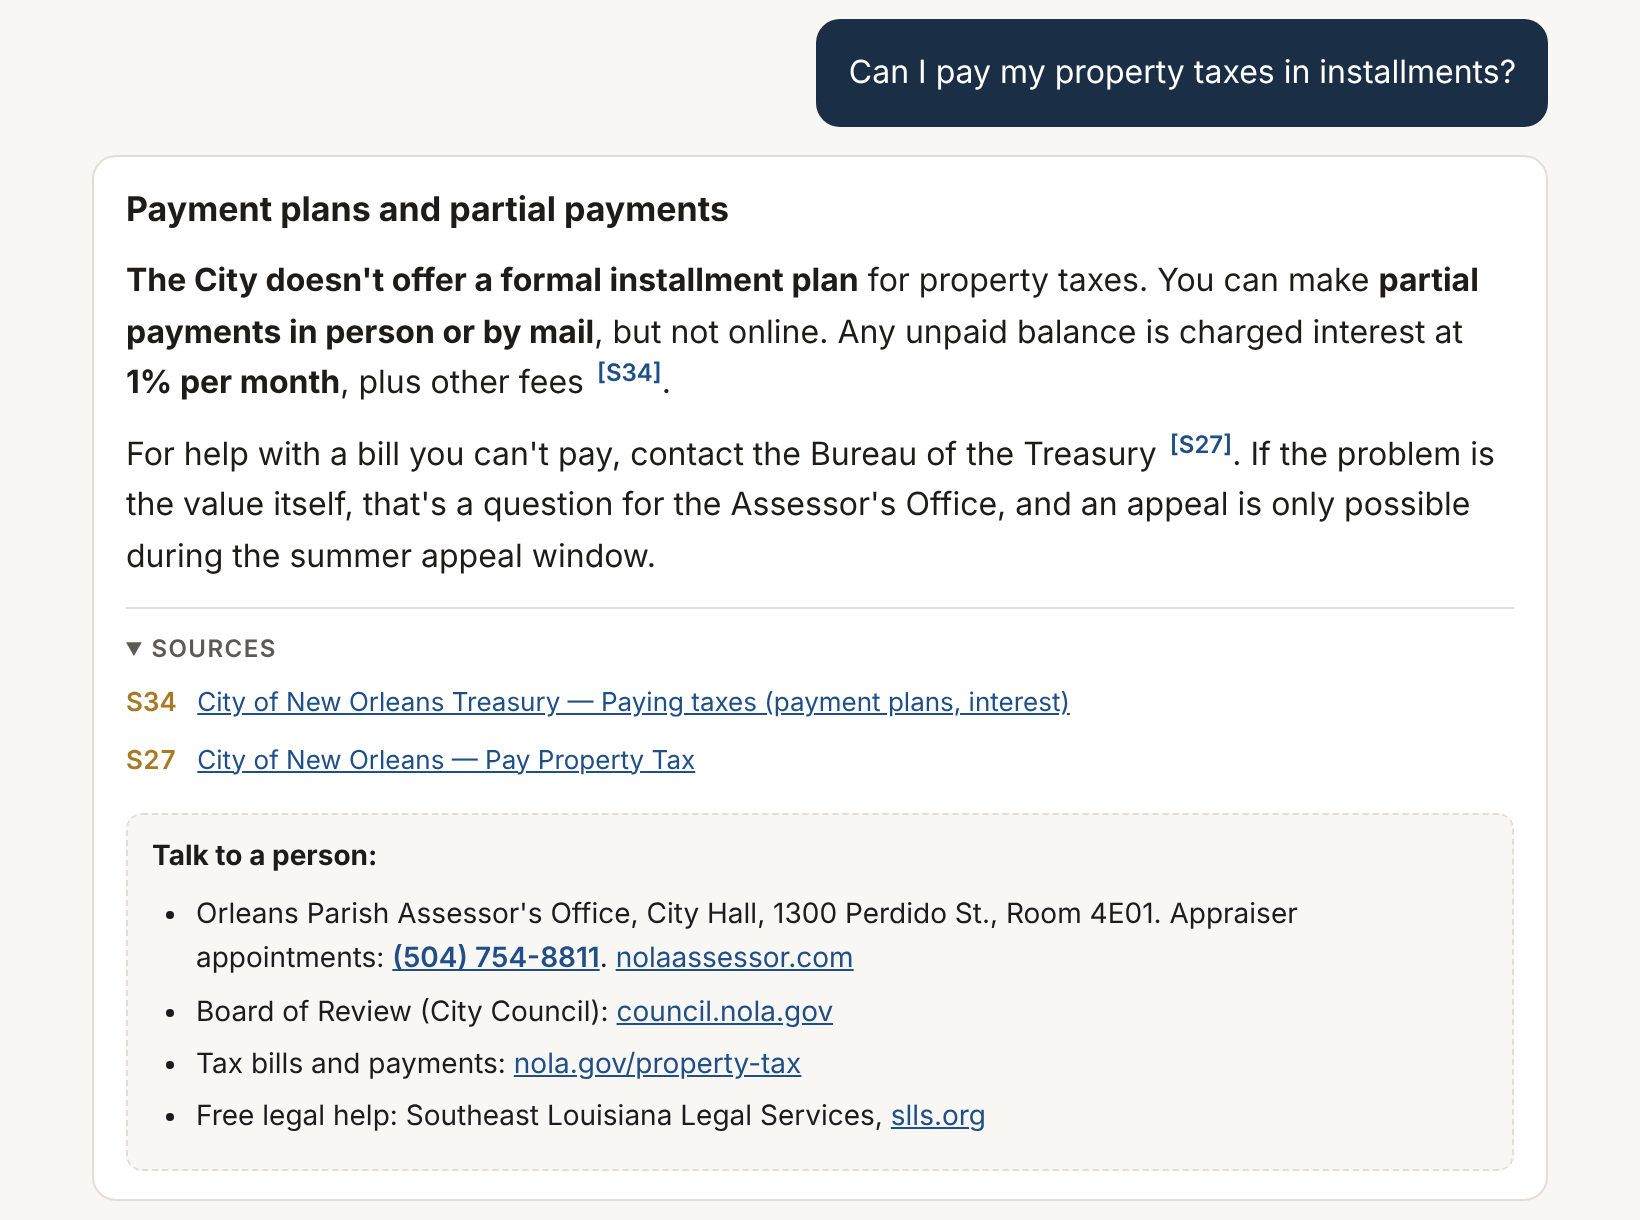 Can I pay my property taxes in installments?
Payment plans and partial payments
The City doesn't offer a formal installment plan for property taxes. You can make partial
payments in person or by mail, but not online. Any unpaid balance is charged interest at
1% per month, plus other fees [S34].
For help with a bill you can't pay, contact the Bureau of the Treasury [S27]. If the problem is
the value itself, that's a question for the Assessor's Office, and an appeal is only possible
during the summer appeal window.
▼ SOURCES
S34 City of New Orleans Treasury — Paying taxes (payment plans, interest)
S27 City of New Orleans — Pay Property Tax
Talk to a person:
• Orleans Parish Assessor's Office, City Hall, 1300 Perdido St., Room 4E01. Appraiser
appointments: (504) 754-8811. nolaassessor.com
• Board of Review (City Council): council.nola.gov
• Tax bills and payments: nola.gov/property-tax
• Free legal help: Southeast Louisiana Legal Services, slls.org